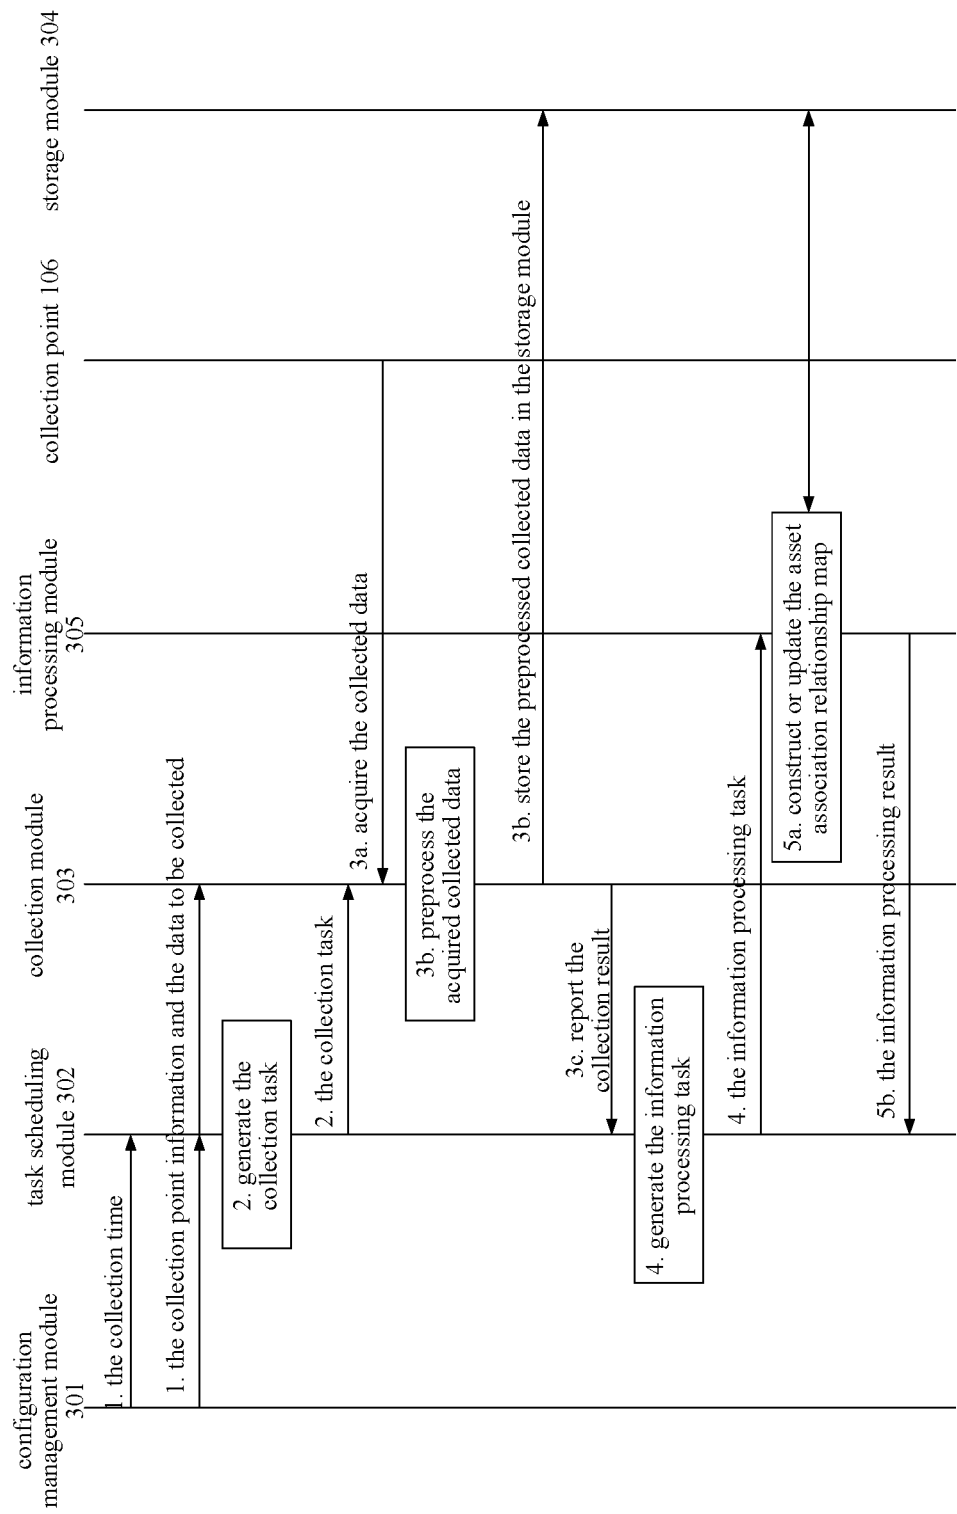 configuration
management module
301
task scheduling
module 302
collection module
303
information
processing module
305
collection point 106
storage module 304
1. the collection time
1. the collection point information and the data to be collected
2. generate the
collection task
2. the collection task
3a. acquire the collected data
3b. preprocess the
acquired collected data
3b. store the preprocessed collected data in the storage module
3c. report the
collection result
4. generate the information
processing task
4. the information processing task
5a. construct or update the asset
association relationship map
5b. the information processing result